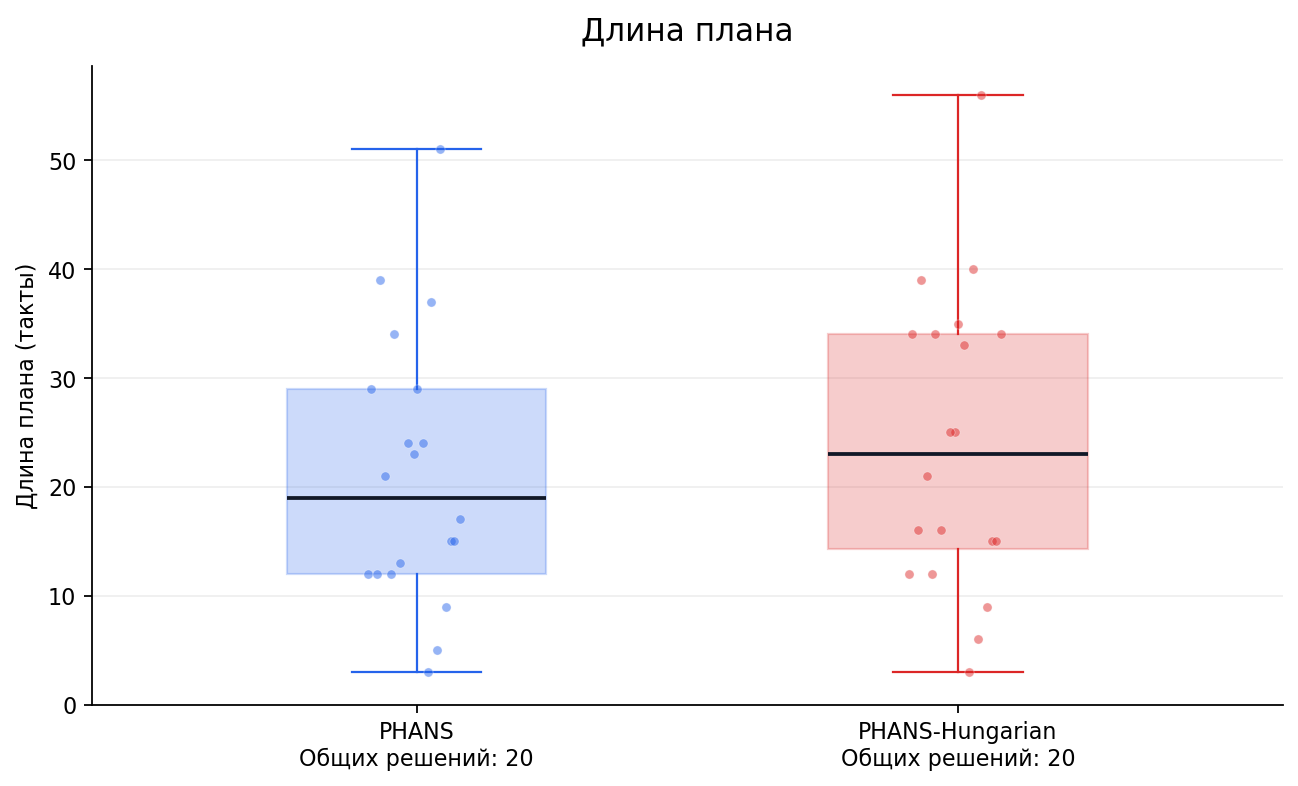 Длина плана
Длина плана (такты)
50
40
30
20
10
0
PHANS
Общих решений: 20
PHANS-Hungarian
Общих решений: 20